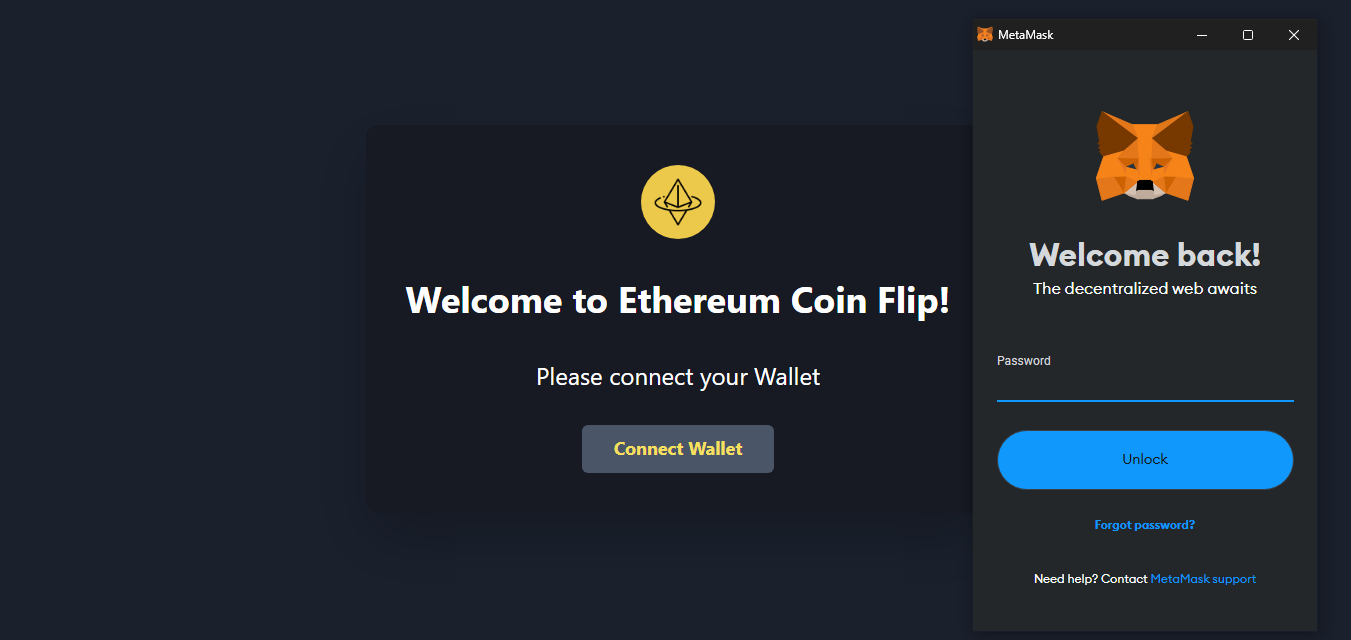 Welcome to Ethereum Coin Flip!
Please connect your Wallet
Connect Wallet
MetaMask
Welcome back!
The decentralized web awaits
Password
Unlock
Forgot password?
Need help? Contact MetaMask support